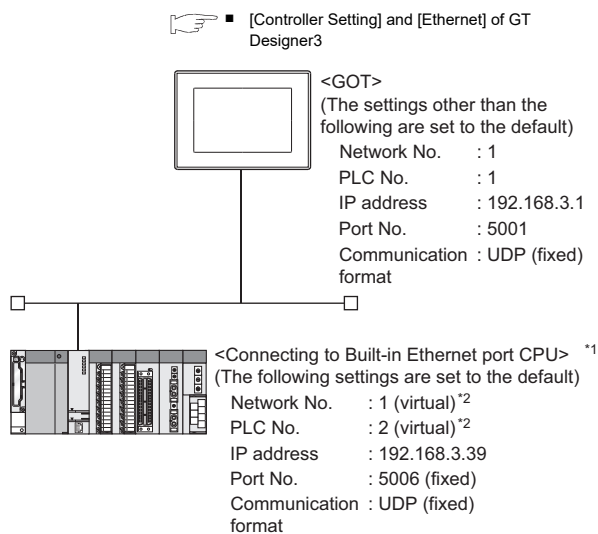 ■ [Controller Setting] and [Ethernet] of GT
Designer3
<GOT>
(The settings other than the
following are set to the default)
Network No. : 1
PLC No. : 1
IP address : 192.168.3.1
Port No. : 5001
Communication : UDP (fixed)
format
<Connecting to Built-in Ethernet port CPU> *1
(The following settings are set to the default)
Network No. : 1 (virtual)*2
PLC No. : 2 (virtual)*2
IP address : 192.168.3.39
Port No. : 5006 (fixed)
Communication : UDP (fixed)
format